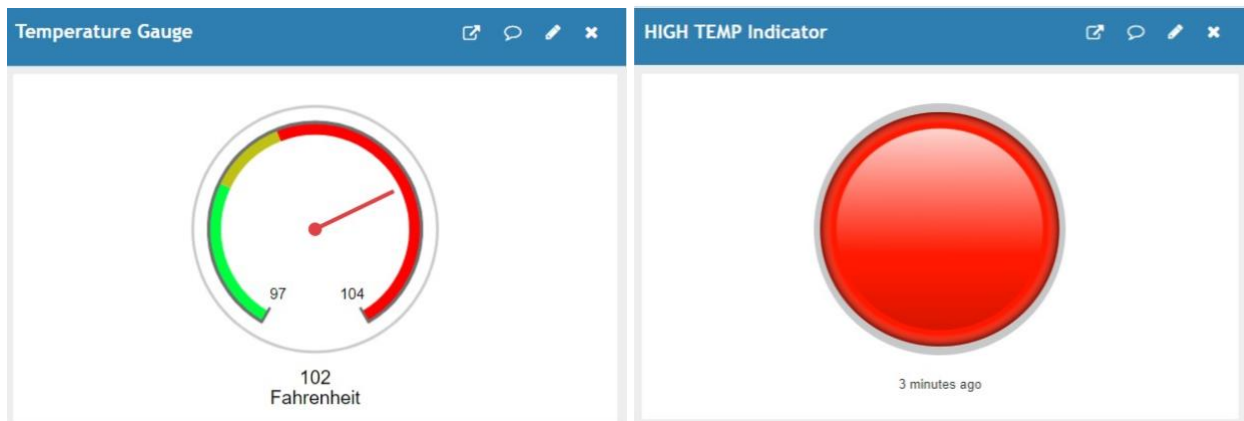 Temperature Gauge
HIGH TEMP Indicator
97
104
102
Fahrenheit
3 minutes ago